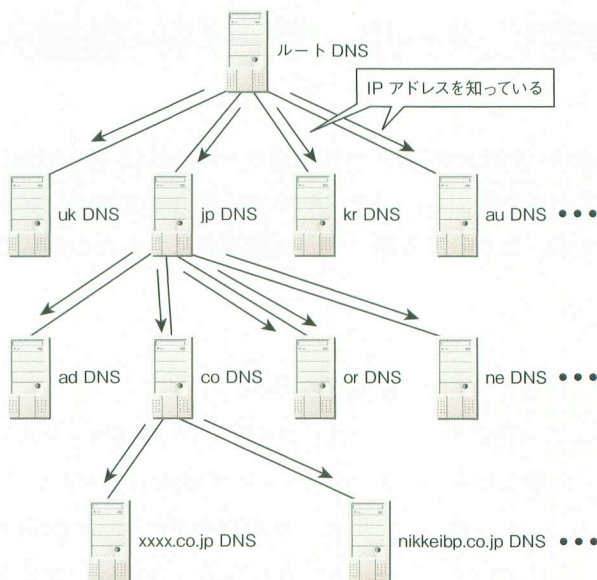 ルート DNS
IP アドレスを知っている
uk DNS
jp DNS
kr DNS
au DNS •••
ad DNS
co DNS
or DNS
ne DNS •••
xxxx.co.jp DNS
nikkeibp.co.jp DNS •••